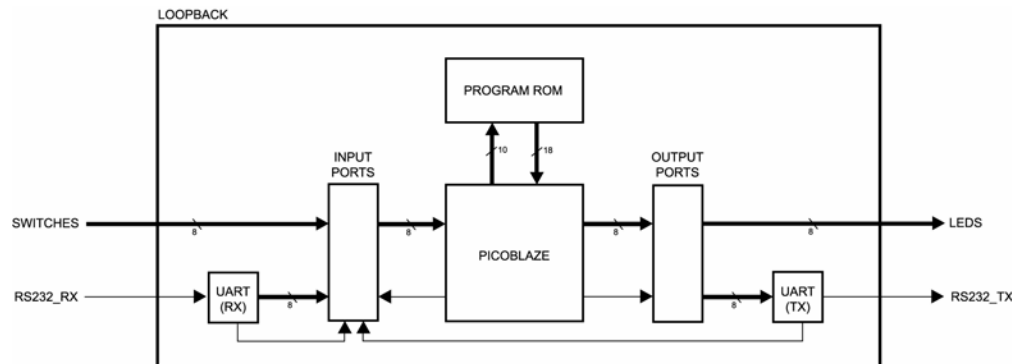 LOOPBACK
PROGRAM ROM
10
18
INPUT
PORTS
OUTPUT
PORTS
SWITCHES
8
8
PICOBLAZE
8
8
LEDS
RS232_RX
UART
(RX)
8
8
UART
(TX)
RS232_TX